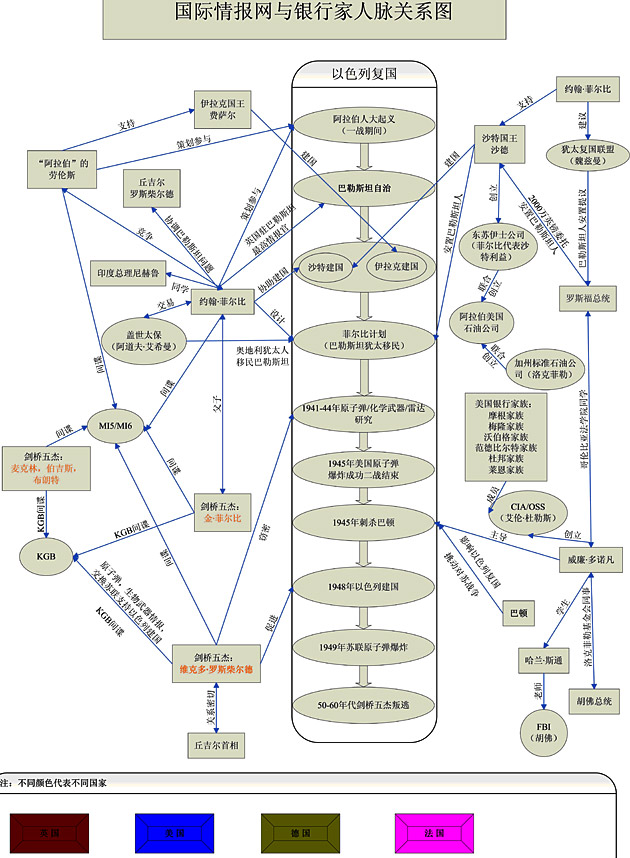 国际情报网与银行家人脉关系图
以色列复国
约翰·菲尔比
伊拉克国王
费萨尔
支持
支持
建议
阿拉伯人大起义
（一战期间）
策划参与
沙特国王
沙德
犹太复国联盟
（魏兹曼）
“阿拉伯”的
劳伦斯
建国
建国
丘吉尔
罗斯柴尔德
巴勒斯坦自治
策划参与
英国驻巴勒斯坦
最高情报官
安置巴勒斯坦人
创立
2000万英镑委托
安置巴勒斯坦人
巴勒斯坦人安置提议
竞争
协调巴勒斯坦问题
东苏伊士公司
（菲尔比代表沙
特利益）
印度总理尼赫鲁
同学
沙特建国
伊拉克建国
协助建国
联合
创立
约翰·菲尔比
罗斯福总统
交易
设计
阿拉伯美国
石油公司
盖世太保
（阿道夫·艾希曼）
菲尔比计划
（巴勒斯坦犹太移民）
奥地利犹太人
移民巴勒斯坦
联合
创立
加州标准石油公
司（洛克菲勒）
间谍
间谍
父子
美国银行家族：
摩根家族
梅隆家族
沃伯格家族
范德比尔特家族
杜邦家族
莱恩家族
哥伦比亚法学院同学
1941-44年原子弹/化学武器/雷达
研究
MI5/MI6
间谍
剑桥五杰：
麦克林，伯吉斯，
布朗特
间谍
1945年美国原子弹
爆炸成功二战结束
成员
CIA/OSS
（艾伦·杜勒斯）
剑桥五杰：
金·菲尔比
KGB间谍
KGB间谍
窃密
1945年刺杀巴顿
主导
创立
KGB
间谍
影响以色列复国
挑动对苏战争
威廉·多诺凡
原子弹，生物武器情报，
交换苏联支持以色列建国
KGB间谍
1948年以色列建国
巴顿
学生
洛克菲勒基金会同事
促进
剑桥五杰：
维克多·罗斯柴尔德
1949年苏联原子弹爆炸
哈兰·斯通
老师
胡佛总统
关系密切
50-60年代剑桥五杰叛逃
FBI
（胡佛）
丘吉尔首相
注：不同颜色代表不同国家
英国
美国
德国
法国